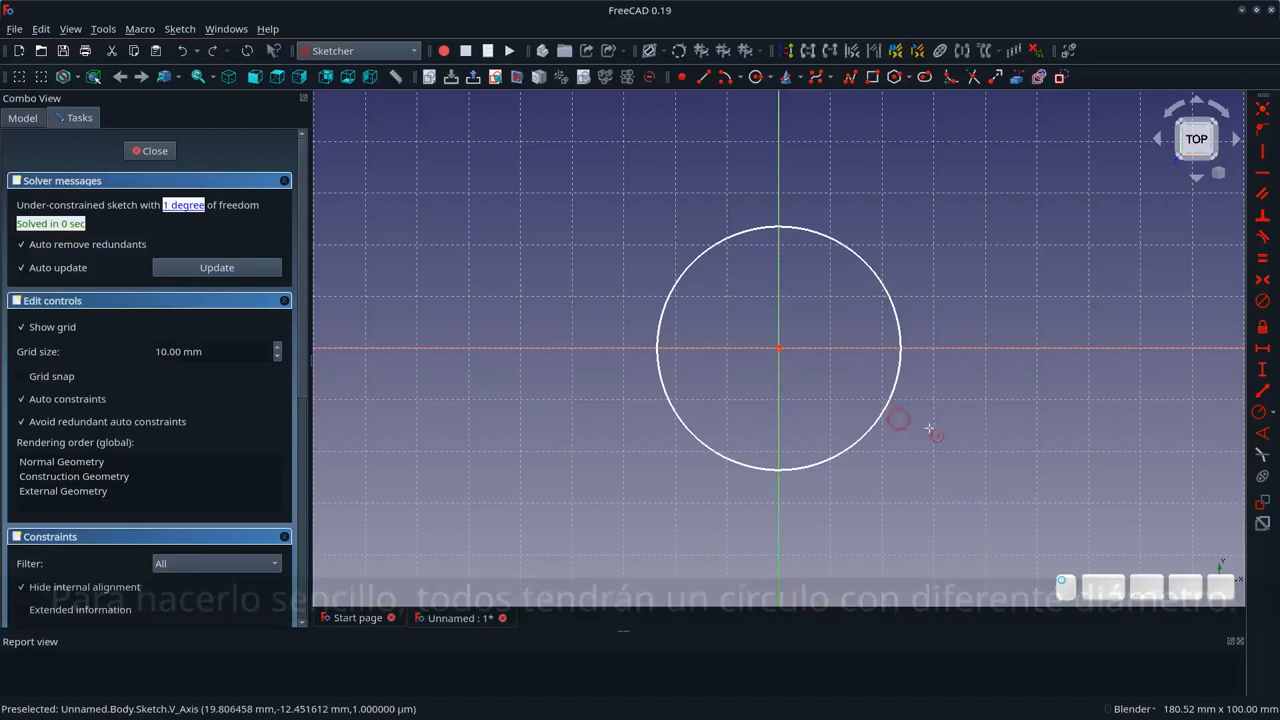 FreeCAD 0.19
File Edit View Tools Macro Sketch Windows Help
Sketcher
Combo View
Model Tasks
Close
Solver messages
Under-constrained sketch with 1 degree of freedom
Solved in 0 sec
Auto remove redundants
Auto update Update
Edit controls
Show grid
Grid size: 10.00 mm
Grid snap
Auto constraints
Avoid redundant auto constraints
Rendering order (global):
Normal Geometry
Construction Geometry
External Geometry
Constraints
Filter: All
Hide internal alignment
Extended information
TOP
Y
X
Para hacerlo sencillo, todos tendrán un círculo con diferente diámetro.
Start page Unnamed : 1*
Report view
Preselected: Unnamed.Body.Sketch.V_Axis (19.806458 mm,-12.451612 mm,1.000000 µm) Blender 180.52 mm x 100.00 mm